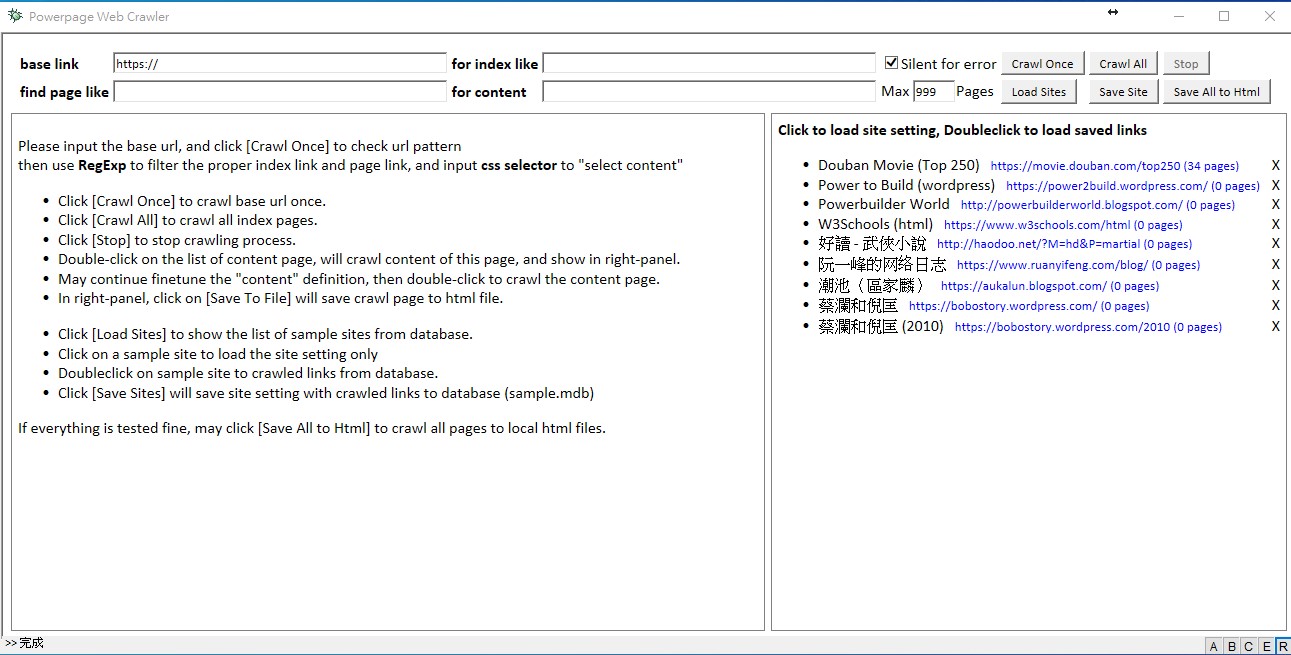 Powerpage Web Crawler
base link https:// for index like Silent for error Crawl Once Crawl All Stop
find page like for content Max 999 Pages Load Sites Save Site Save All to Html
Please input the base url, and click [Crawl Once] to check url pattern
then use RegExp to filter the proper index link and page link, and input css selector to "select content"
• Click [Crawl Once] to crawl base url once.
• Click [Crawl All] to crawl all index pages.
• Click [Stop] to stop crawling process.
• Double-click on the list of content page, will crawl content of this page, and show in right-panel.
• May continue finetune the "content" definition, then double-click to crawl the content page.
• In right-panel, click on [Save To File] will save crawl page to html file.
• Click [Load Sites] to show the list of sample sites from database.
• Click on a sample site to load the site setting only
• Doubleclick on sample site to crawled links from database.
• Click [Save Sites] will save site setting with crawled links to database (sample.mdb)
If everything is tested fine, may click [Save All to Html] to crawl all pages to local html files.
Click to load site setting, Doubleclick to load saved links
• Douban Movie (Top 250) https://movie.douban.com/top250 (34 pages) X
• Power to Build (wordpress) https://power2build.wordpress.com/ (0 pages) X
• Powerbuilder World http://powerbuilderworld.blogspot.com/ (0 pages) X
• W3Schools (html) https://www.w3schools.com/html (0 pages) X
• 好讀 - 武俠小說 http://haodoo.net/?M=hd&P=martial (0 pages) X
• 阮一峰的网络日志 https://www.ruanyifeng.com/blog/ (0 pages) X
• 潮池（區家麟） https://aukalun.blogspot.com/ (0 pages) X
• 蔡瀾和倪匡 https://bobostory.wordpress.com/ (0 pages) X
• 蔡瀾和倪匡 (2010) https://bobostory.wordpress.com/2010 (0 pages) X
>> 完成
A B C E R